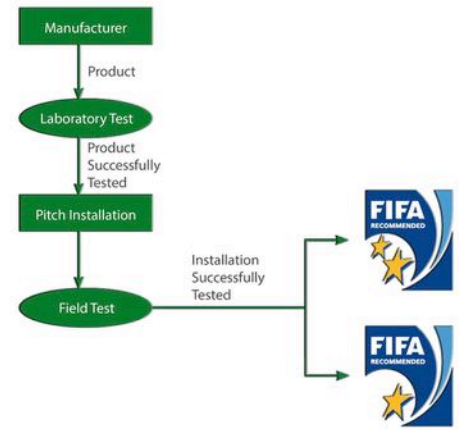 Manufacturer
Product
Laboratory Test
Product
Successfully
Tested
Pitch Installation
Field Test
Installation
Successfully
Tested
FIFA
RECOMMENDED
FIFA
RECOMMENDED